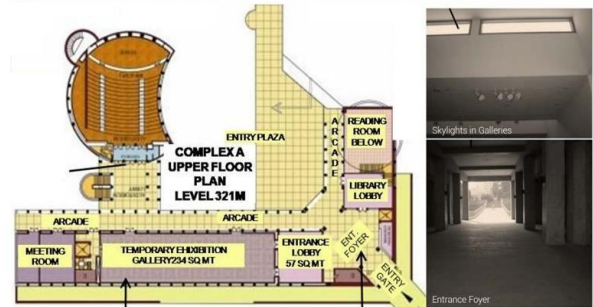 ENTRY PLAZA
COMPLEX A
UPPER FLOOR
PLAN
LEVEL 321M
ARCADE
READING
ROOM
BELOW
LIBRARY
LOBBY
ARCADE
ARCADE
MEETING
ROOM
TEMPORARY EHIXIBITION
GALLERY234 SQ MT
ENTRANCE
LOBBY
57 SQ MT
ENT.
FOYER
ENTRY
GATE
Skylights in Galleries
Entrance Foyer